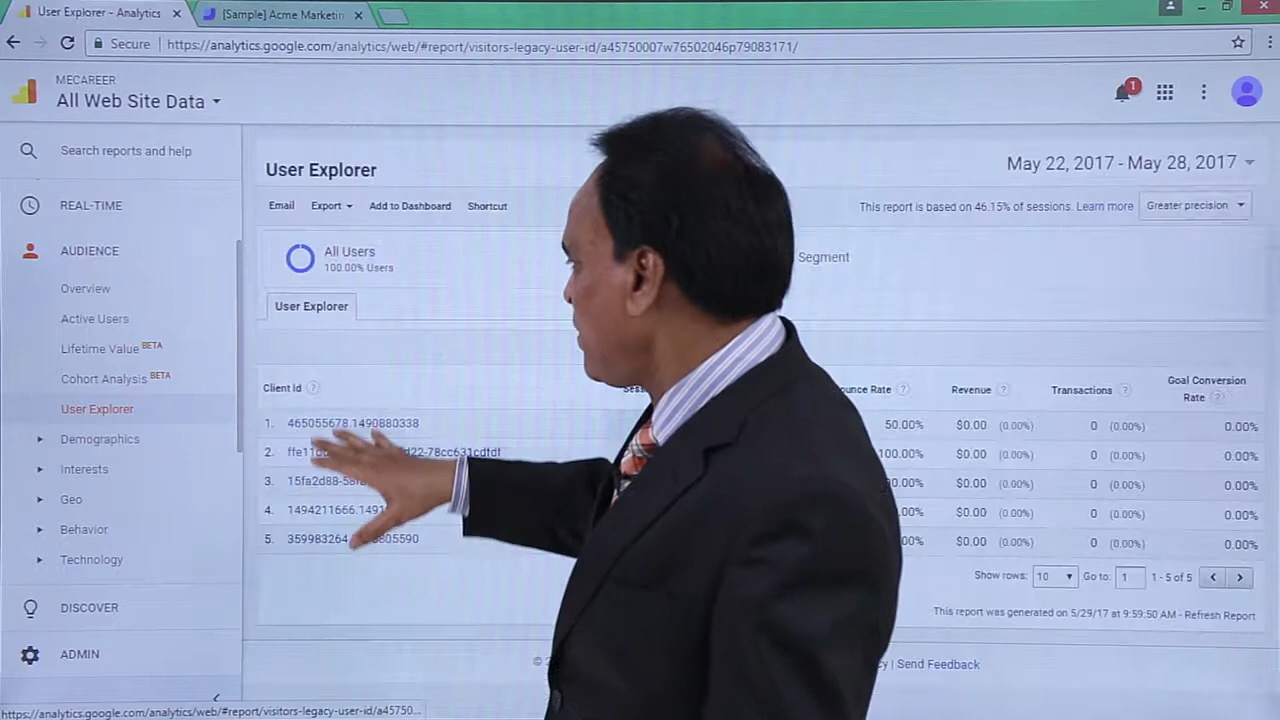 User Explorer - Analytics
[Sample] Acme Marketin
Secure
https://analytics.google.com/analytics/web/#report/visitors-legacy-user-id/a45750007w76502046p79083171/
MECAREER
All Web Site Data
1
Search reports and help
REAL-TIME
AUDIENCE
Overview
Active Users
Lifetime Value BETA
Cohort Analysis BETA
User Explorer
Demographics
Interests
Geo
Behavior
Technology
DISCOVER
ADMIN
User Explorer
May 22, 2017 - May 28, 2017
Email Export Add to Dashboard Shortcut
This report is based on 46.15% of sessions. Learn more Greater precision
All Users
100.00% Users
Segment
User Explorer
Client Id ? Revenue ? Transactions ? Goal Conversion Rate ?
Rate ?
1. 465055678.1490880338 50.00% $0.00 (0.00%) 0 (0.00%) 0.00%
2. 78cc631cdfdf 100.00% $0.00 (0.00%) 0 (0.00%) 0.00%
3. 15fa2d88 $0.00 (0.00%) 0 (0.00%) 0.00%
4. 1494211666 $0.00 (0.00%) 0 (0.00%) 0.00%
5. 359983264 $0.00 (0.00%) 0 (0.00%) 0.00%
Show rows: 10 Go to: 1 1 - 5 of 5
This report was generated on 5/29/17 at 9:59:50 AM - Refresh Report
© | Send Feedback
https://analytics.google.com/analytics/web/#report/visitors-legacy-user-id/a45750...